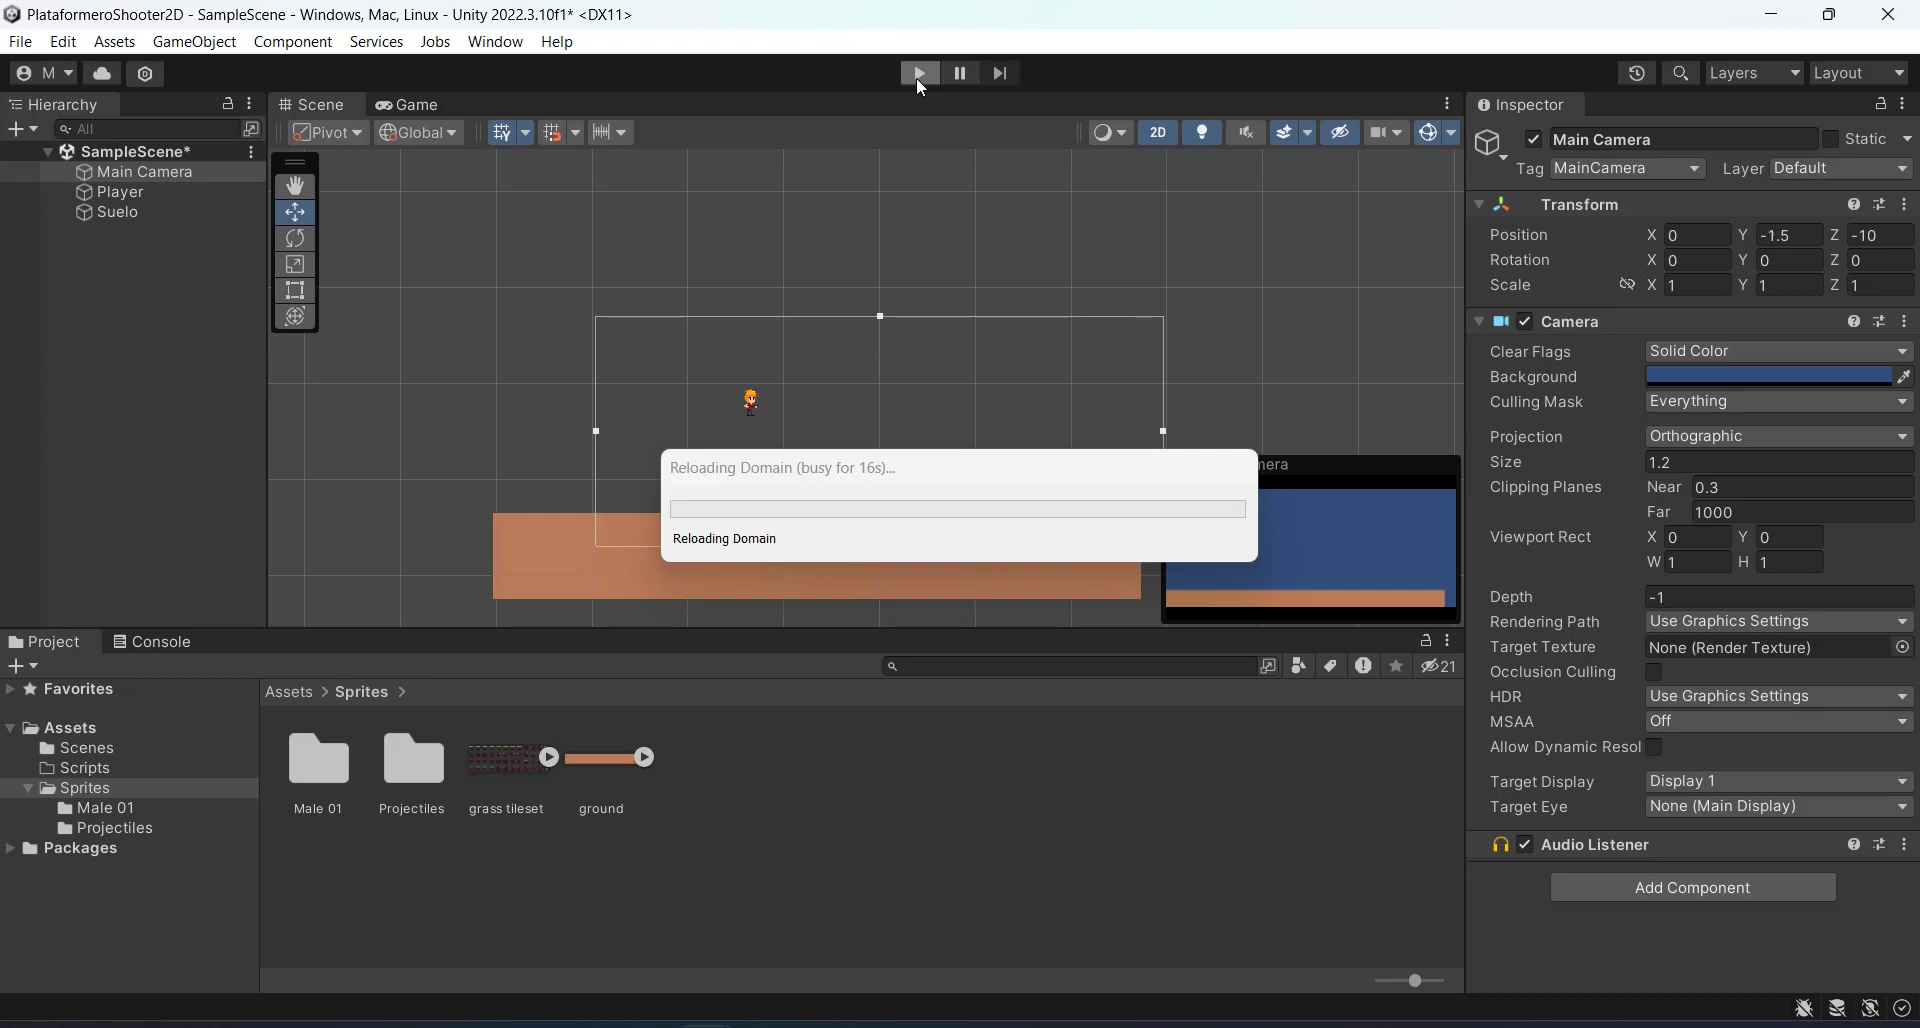 PlataformeroShooter2D - SampleScene - Windows, Mac, Linux - Unity 2022.3.10f1* <DX11>
File Edit Assets GameObject Component Services Jobs Window Help
M Layers Layout
Hierarchy
All
SampleScene*
Main Camera
Player
Suelo
Scene Game
Pivot Global 2D
Reloading Domain (busy for 16s)...
Reloading Domain
mera
Inspector
Main Camera Static
Tag MainCamera Layer Default
Transform
Position X 0 Y -1.5 Z -10
Rotation X 0 Y 0 Z 0
Scale X 1 Y 1 Z 1
Camera
Clear Flags Solid Color
Background
Culling Mask Everything
Projection Orthographic
Size 1.2
Clipping Planes Near 0.3
Far 1000
Viewport Rect X 0 Y 0
W 1 H 1
Depth -1
Rendering Path Use Graphics Settings
Target Texture None (Render Texture)
Occlusion Culling
HDR Use Graphics Settings
MSAA Off
Allow Dynamic Resol
Target Display Display 1
Target Eye None (Main Display)
Audio Listener
Add Component
Project Console
21
Favorites
Assets
Scenes
Scripts
Sprites
Male 01
Projectiles
Packages
Assets > Sprites >
Male 01 Projectiles grass tileset ground